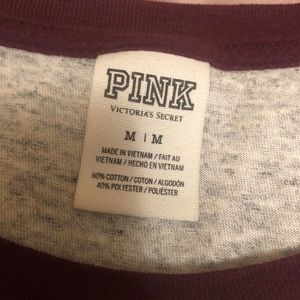 PINK
VICTORIA'S SECRET
M | M
MADE IN VIETNAM / FAIT AU
VIETNAM / HECHO EN VIETNAM
60% COTTON / COTON / ALGODÓN
40% POLYESTER / POLIÉSTER